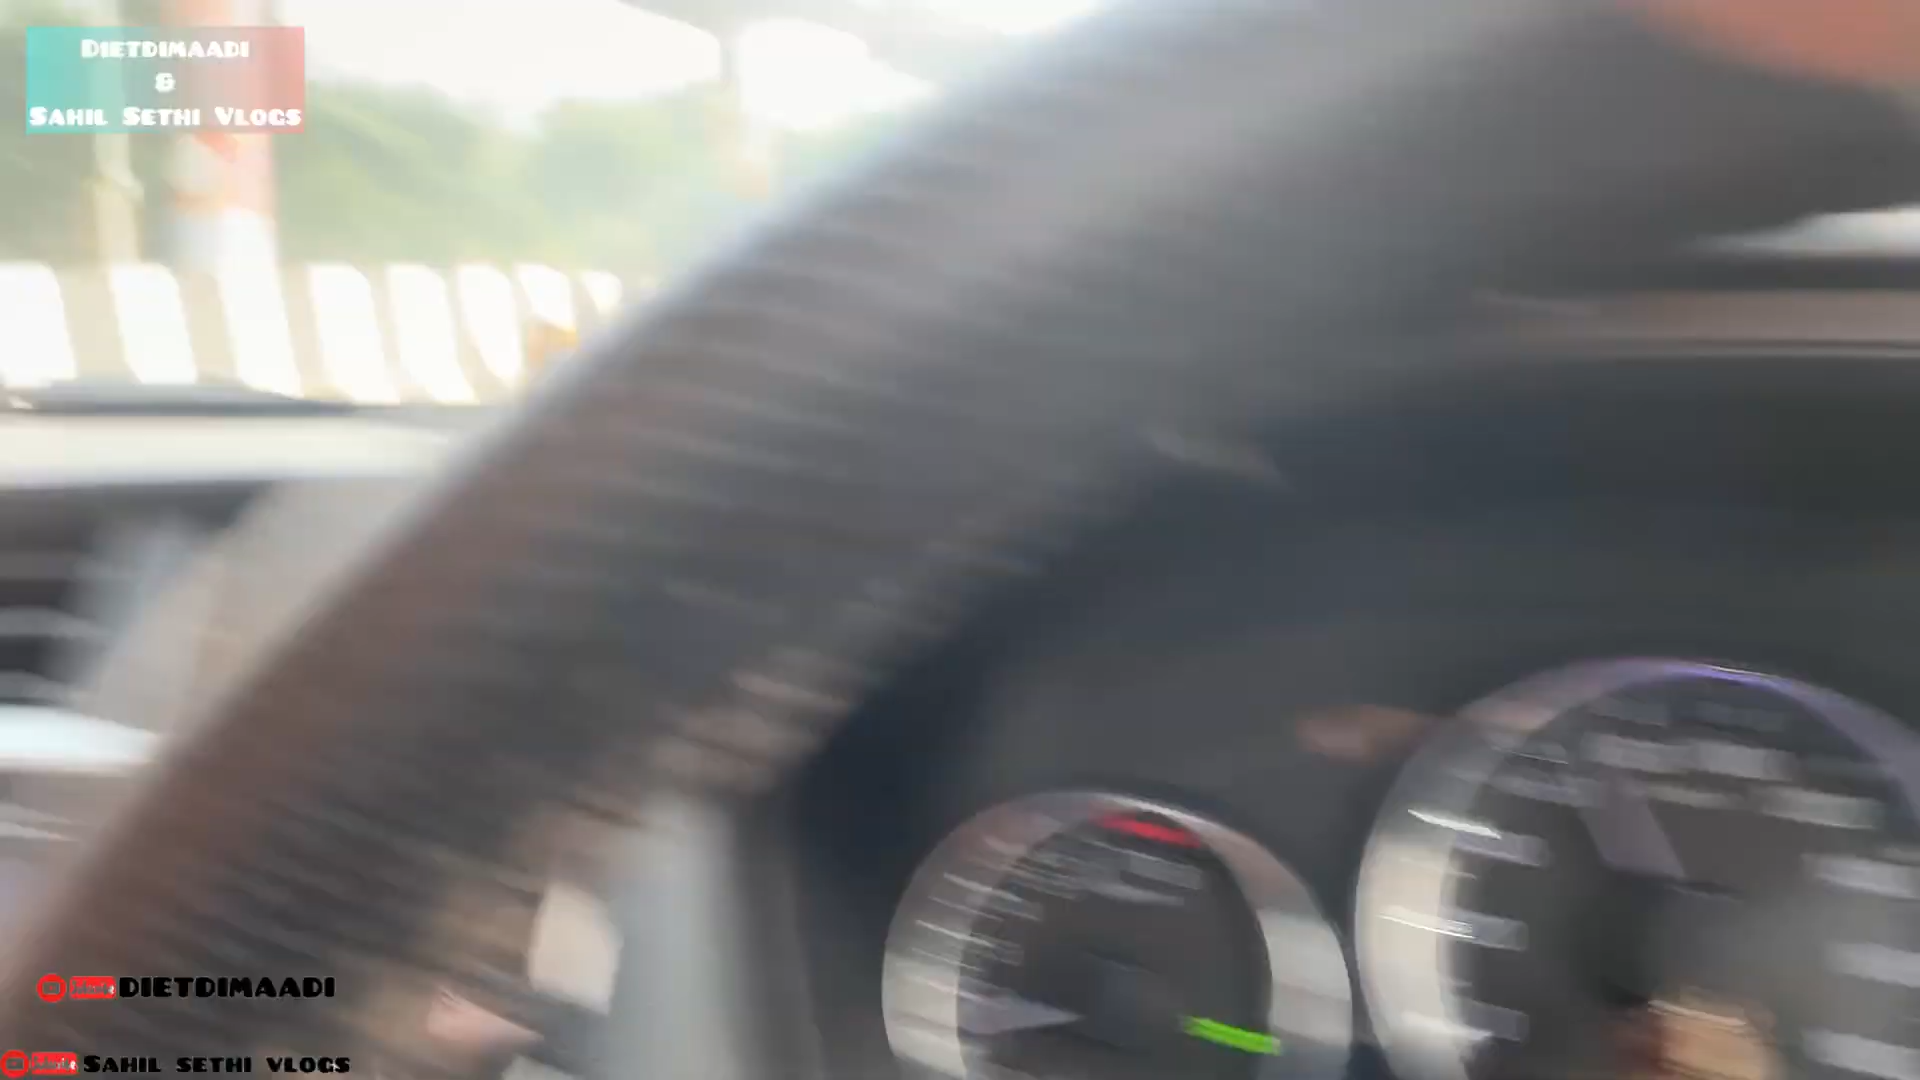 DIETDIMAADI
&
SAHIL SETHI VLOGS
DIETDIMAADI
SAHIL SETHI VLOGS